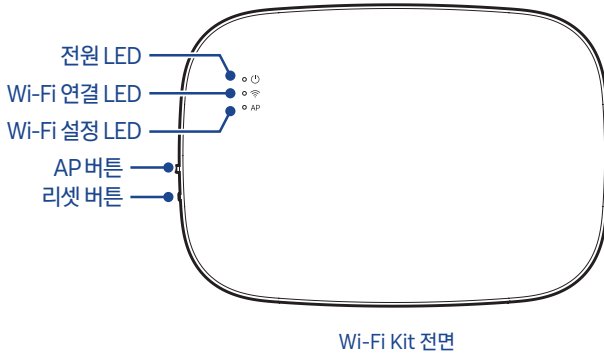 전원 LED
Wi-Fi 연결 LED
Wi-Fi 설정 LED
AP
AP 버튼
리셋 버튼
Wi-Fi Kit 전면